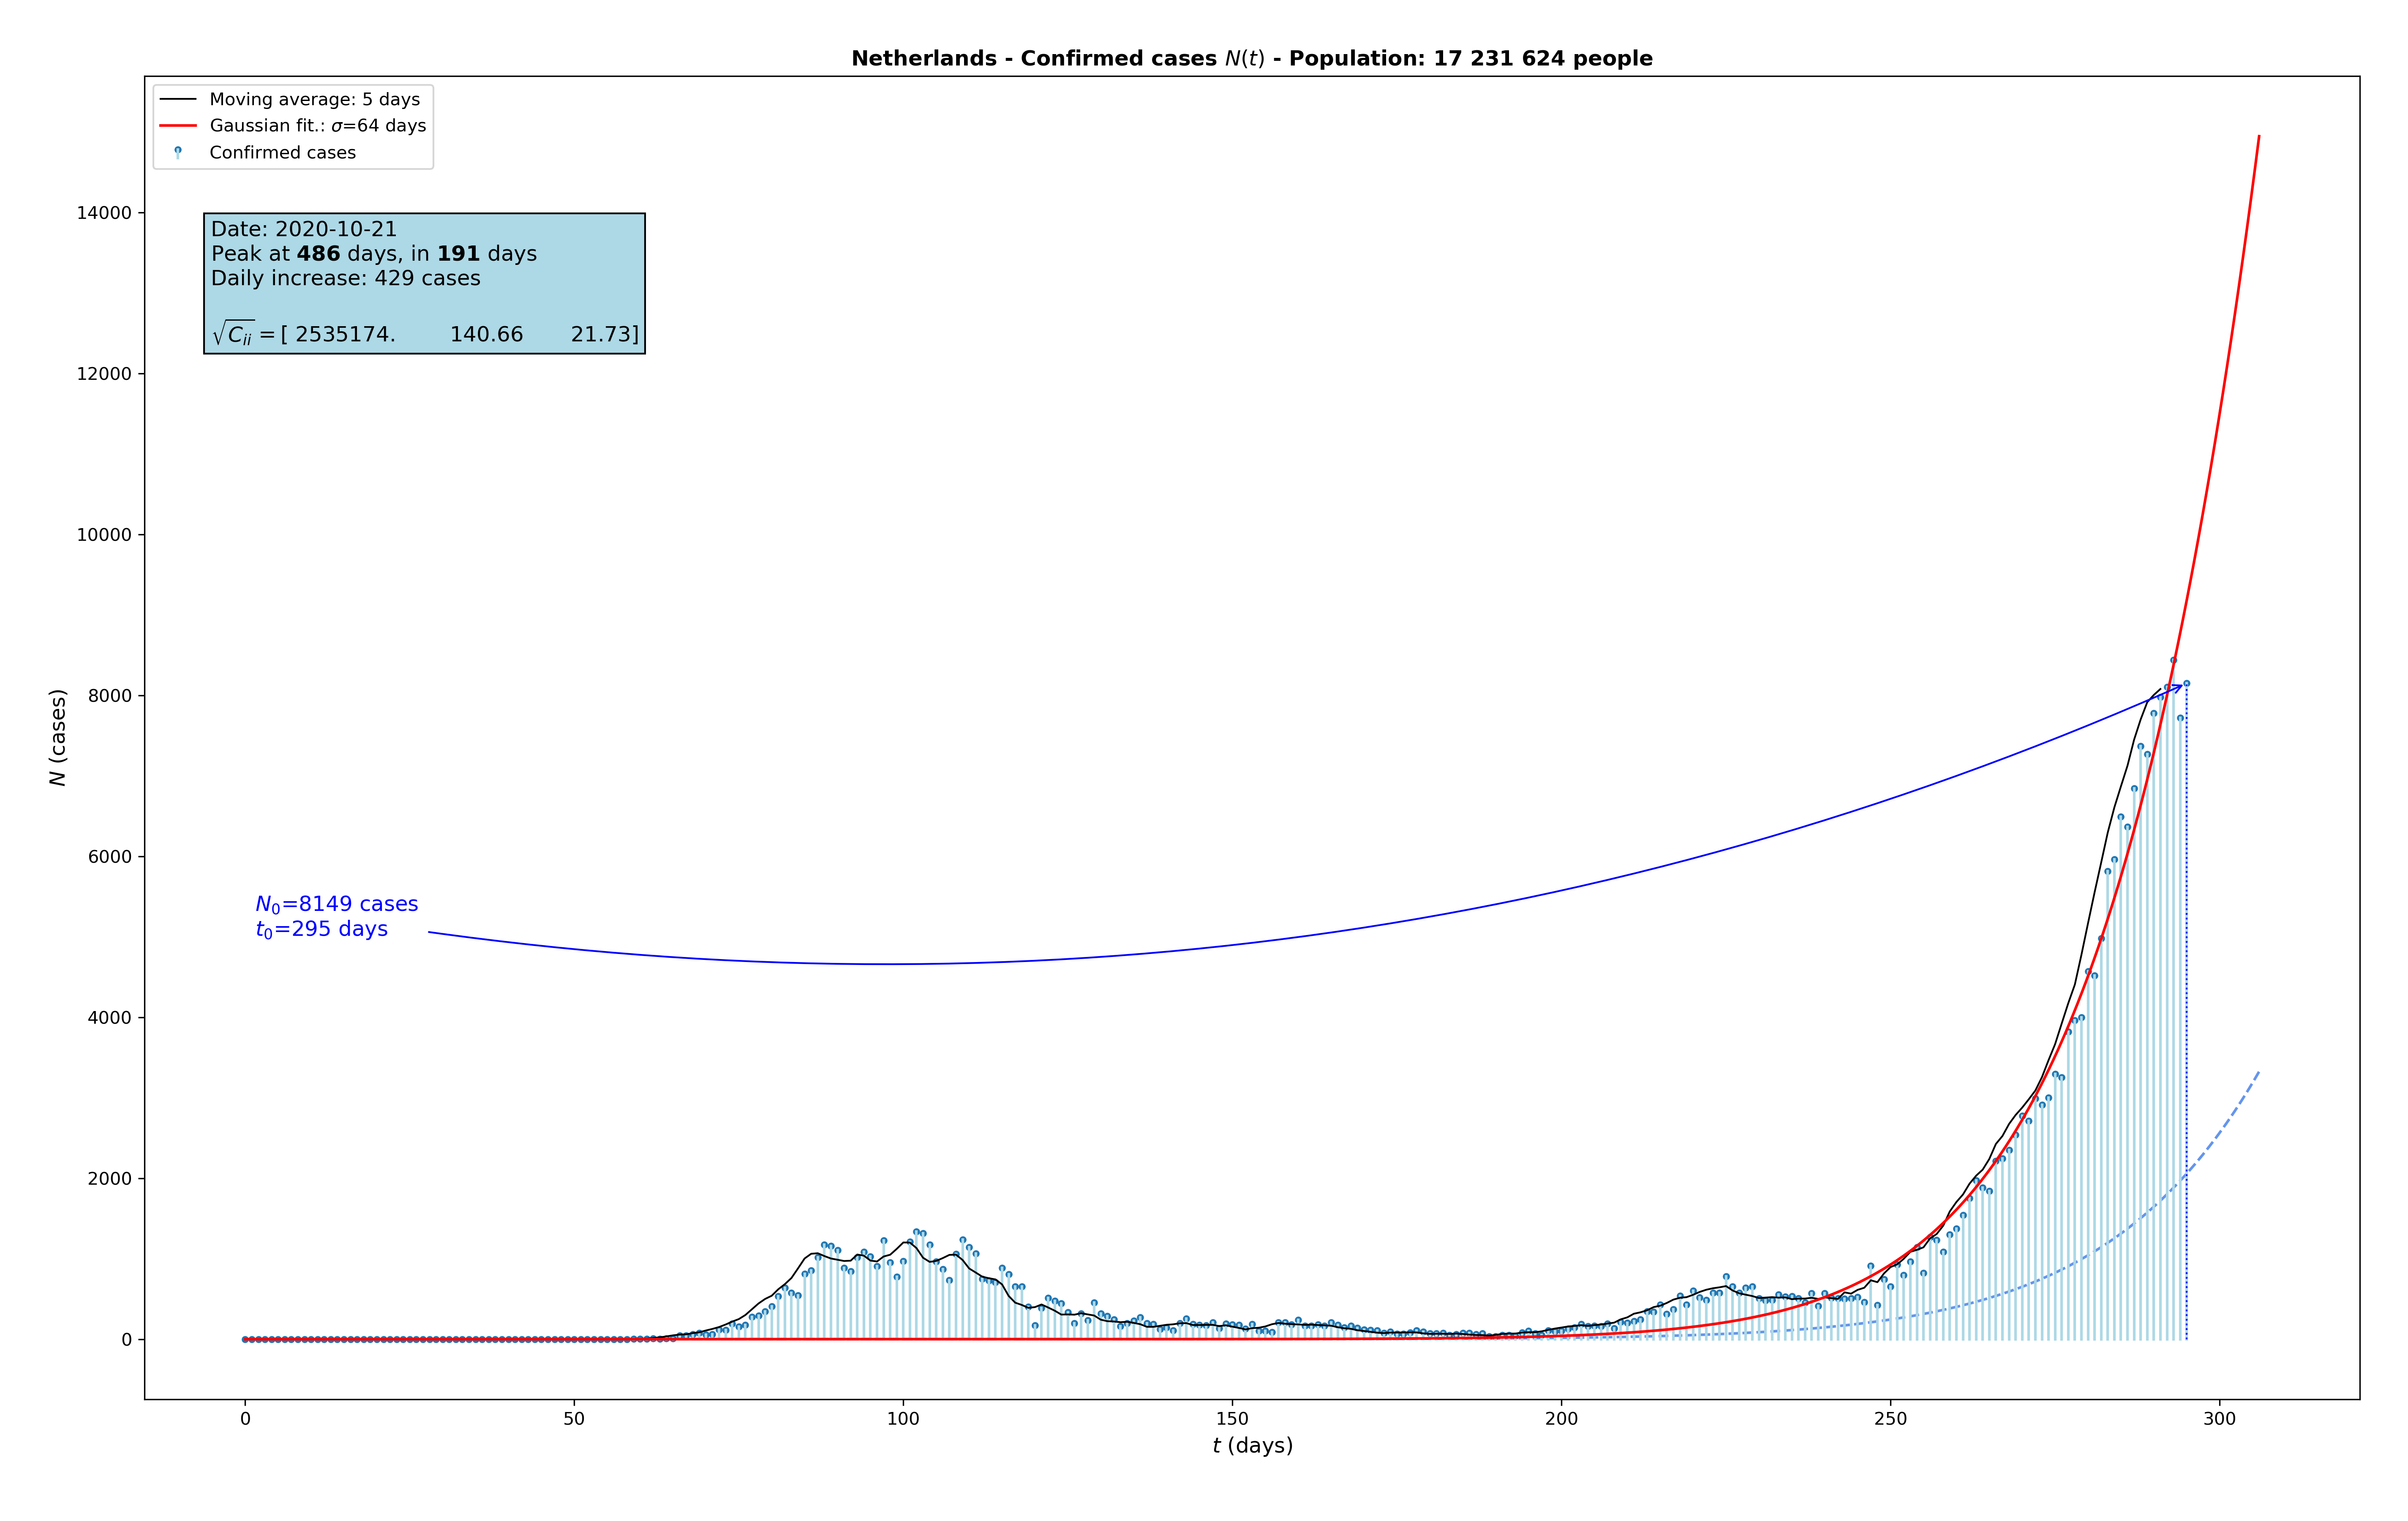 Netherlands - Confirmed cases N(t) - Population: 17 231 624 people
Moving average: 5 days
Gaussian fit.: σ=64 days
Confirmed cases
Date: 2020-10-21
Peak at 486 days, in 191 days
Daily increase: 429 cases
√Cᵢᵢ = [ 2535174. 140.66 21.73]
N₀=8149 cases
t₀=295 days
N (cases)
14000
12000
10000
8000
6000
4000
2000
0
0 50 100 150 200 250 300
t (days)